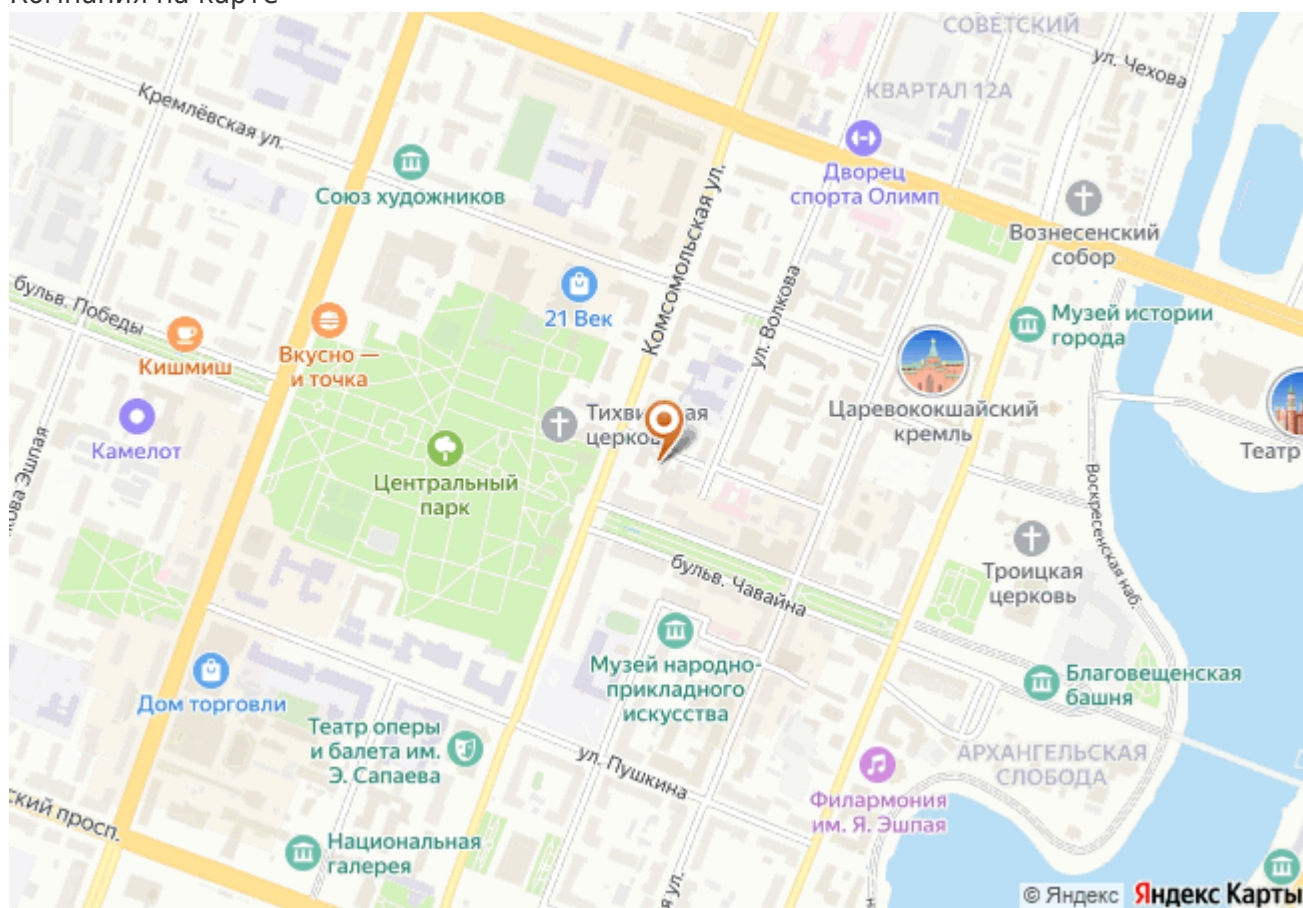 Компания на карте
СОВЕТСКИЙ
ул. Чехова
КВАРТАЛ 12А
Кремлёвская ул.
Союз художников
Комсомольская ул.
Дворец
спорта Олимп
Вознесенский
собор
бульв. Победы
21 Век
ул. Волкова
Музей истории
города
Кишмиш
Вкусно —
и точка
Камелот
Царевококшайский
кремль
Театр
Центральный
парк
Воскресенская наб.
Троицкая
церковь
бульв. Чавайна
Музей народно-
прикладного
искусства
Благовещенская
башня
Дом торговли
Театр оперы
и балета им.
Э. Сапаева
ул. Пушкина
АРХАНГЕЛЬСКАЯ
СЛОБОДА
Филармония
им. Я. Эшпая
просп.
Национальная
галерея
© Яндекс Яндекс Карты